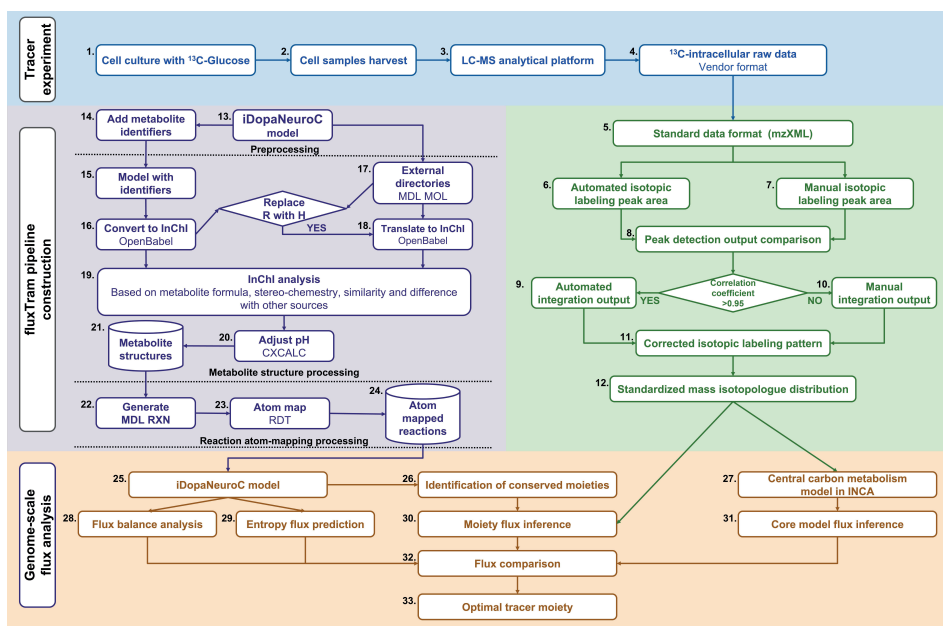 Tracer
experiment
1. Cell culture with ¹³C-Glucose
2. Cell samples harvest
3. LC-MS analytical platform
4. ¹³C-intracellular raw data
Vendor format
fluxTram pipeline
construction
14. Add metabolite
identifiers
13. iDopaNeuroC
model
Preprocessing
15. Model with
identifiers
17. External
directories
MDL MOL
Replace
R with H
YES
16. Convert to InChI
OpenBabel
18. Translate to InChI
OpenBabel
19. InChI analysis
Based on metabolite formula, stereo-chemestry, similarity and difference
with other sources
21. Metabolite
structures
20. Adjust pH
CXCALC
Metabolite structure processing
22. Generate
MDL RXN
23. Atom map
RDT
24. Atom
mapped
reactions
Reaction atom-mapping processing
5. Standard data format (mzXML)
6. Automated isotopic
labeling peak area
7. Manual isotopic
labeling peak area
8. Peak detection output comparison
9. Automated
integration output
YES
Correlation
coefficient
>0.95
NO
10. Manual
integration output
11. Corrected isotopic labeling pattern
12. Standardized mass isotopologue distribution
Genome-scale
flux analysis
25. iDopaNeuroC model
26. Identification of conserved moieties
27. Central carbon metabolism
model in INCA
28. Flux balance analysis
29. Entropy flux prediction
30. Moiety flux inference
31. Core model flux inference
32. Flux comparison
33. Optimal tracer moiety